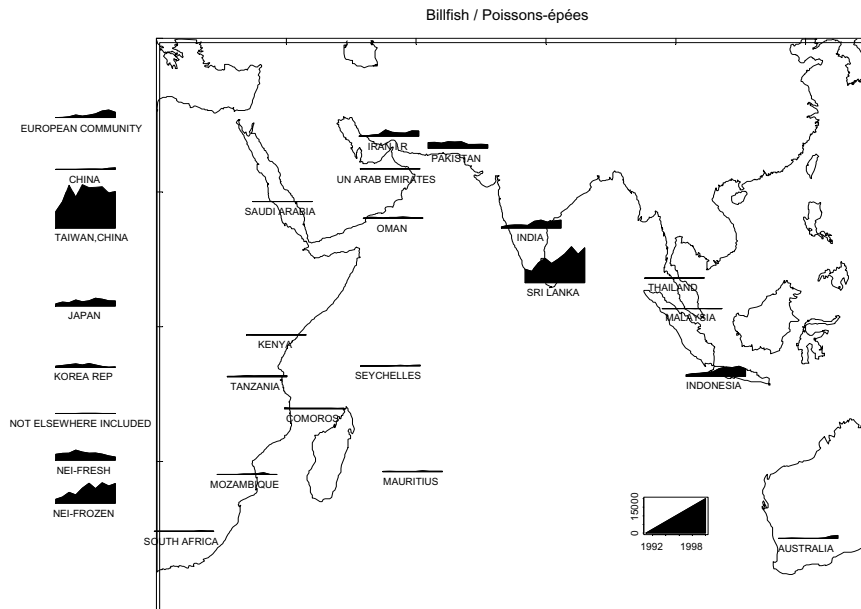 Billfish / Poissons-épées
EUROPEAN COMMUNITY
IRAN I R
PAKISTAN
CHINA
UN ARAB EMIRATES
SAUDI ARABIA
OMAN
TAIWAN,CHINA
INDIA
SRI LANKA
THAILAND
JAPAN
MALAYSIA
KENYA
KOREA REP
TANZANIA
SEYCHELLES
INDONESIA
NOT ELSEWHERE INCLUDED
COMOROS
NEI-FRESH
MOZAMBIQUE
MAURITIUS
NEI-FROZEN
15000
0
SOUTH AFRICA
1992 1998
AUSTRALIA